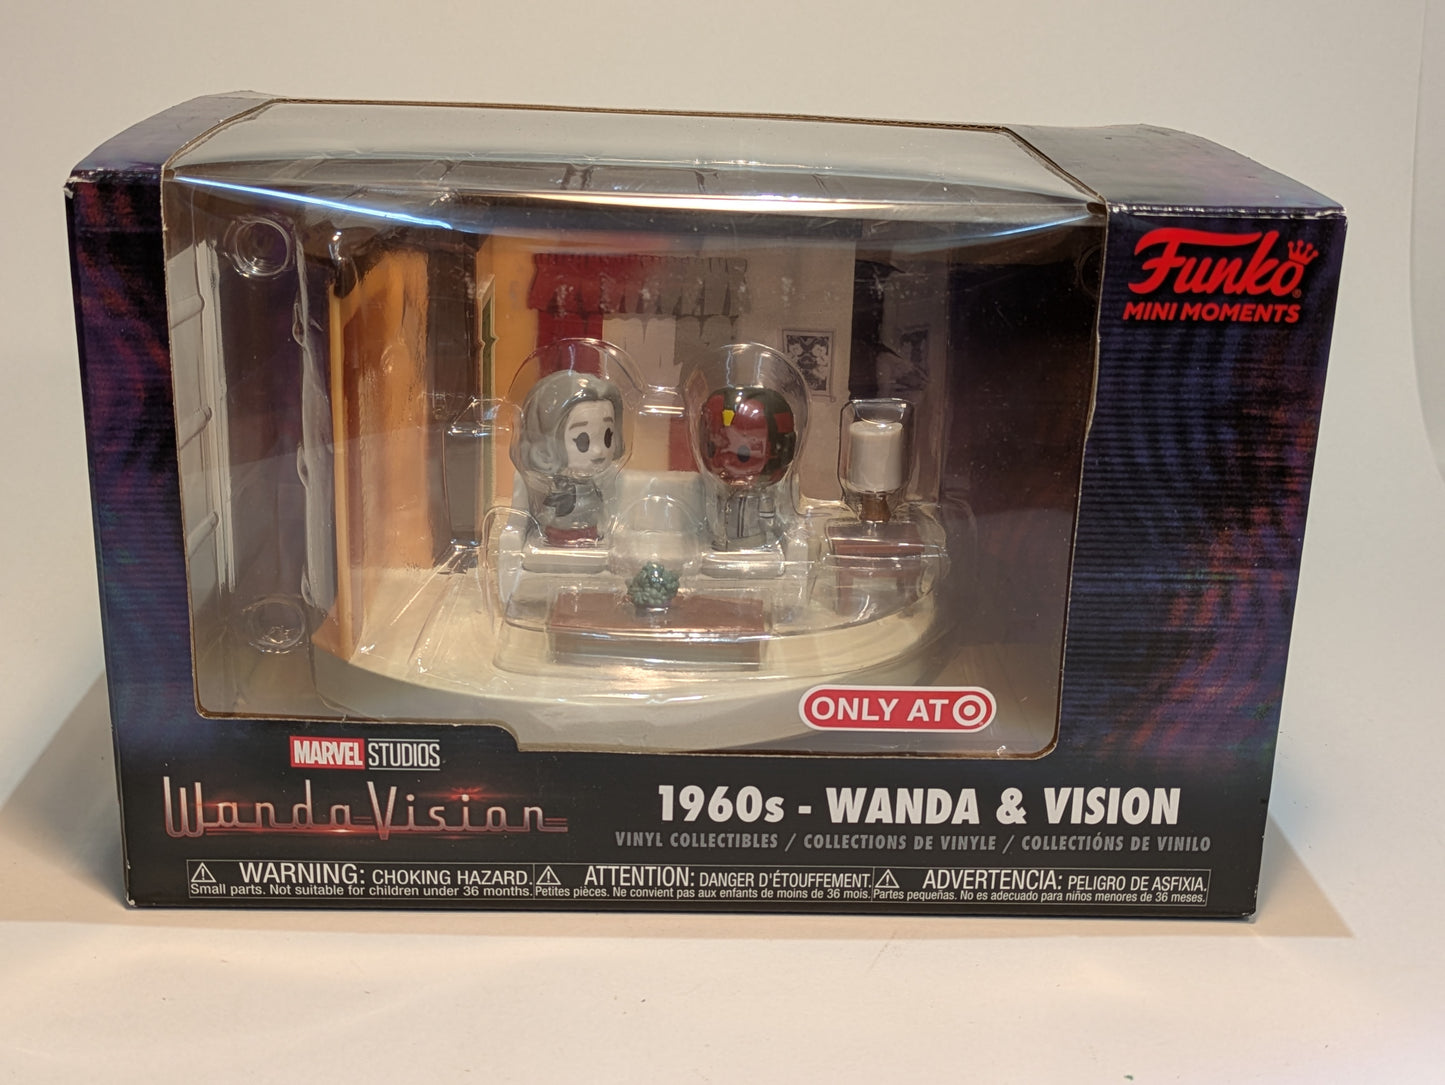 Funko
MINI MOMENTS
ONLY AT
MARVEL STUDIOS
WandaVision
1960s - WANDA & VISION
VINYL COLLECTIBLES / COLLECTIONS DE VINYLE / COLLECTIÓNS DE VINILO
WARNING: CHOKING HAZARD.
Small parts. Not suitable for children under 36 months.
ATTENTION: DANGER D'ÉTOUFFEMENT.
Petites pièces. Ne convient pas aux enfants de moins de 36 mois.
ADVERTENCIA: PELIGRO DE ASFIXIA.
Partes pequeñas. No es adecuado para niños menores de 36 meses.